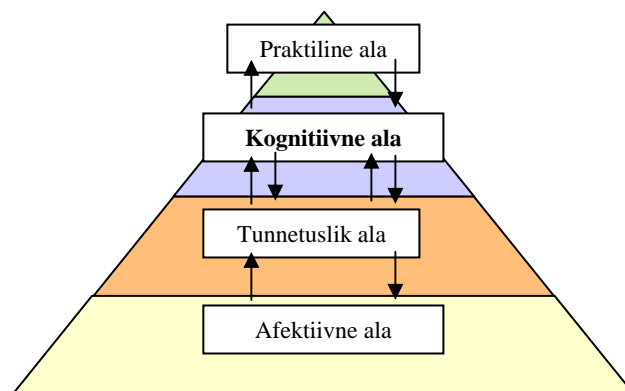 Praktiline ala
Kognitiivne ala
Tunnetuslik ala
Afektiivne ala